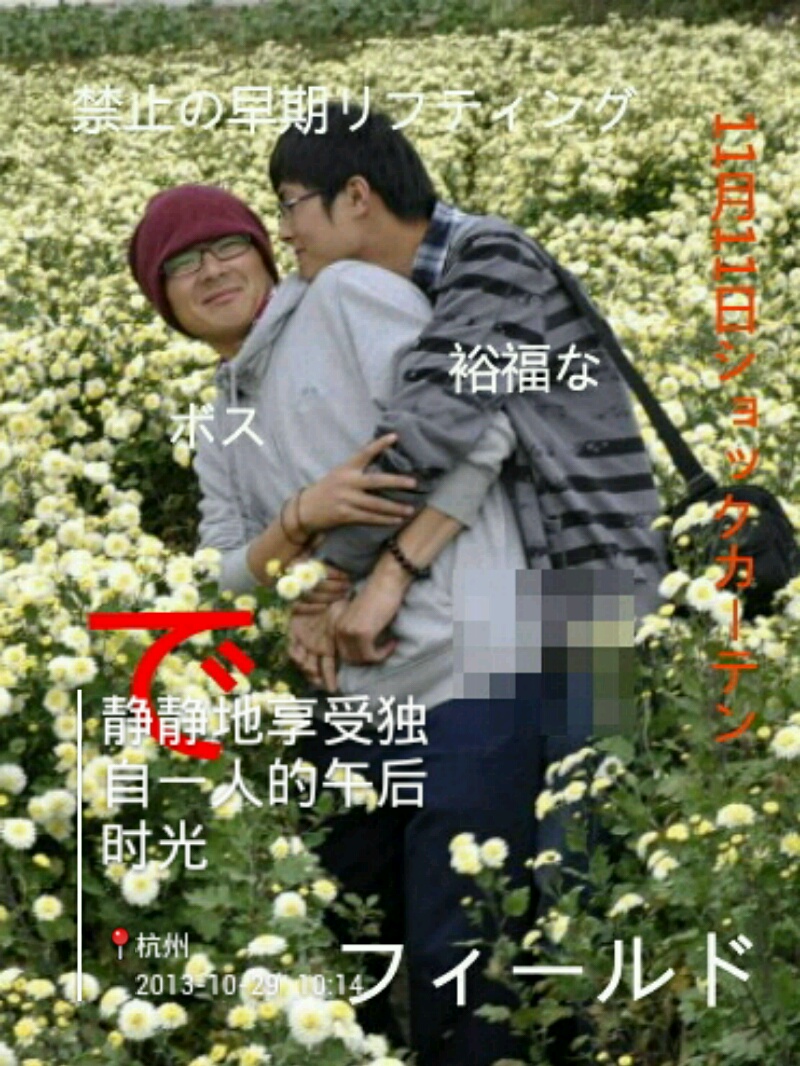 禁止の早期リフティング
11月11日ショックカーテン
裕福な
ボス
で
静静地享受独
自一人的午后
时光
杭州
2013-10-29 10:14
フィールド